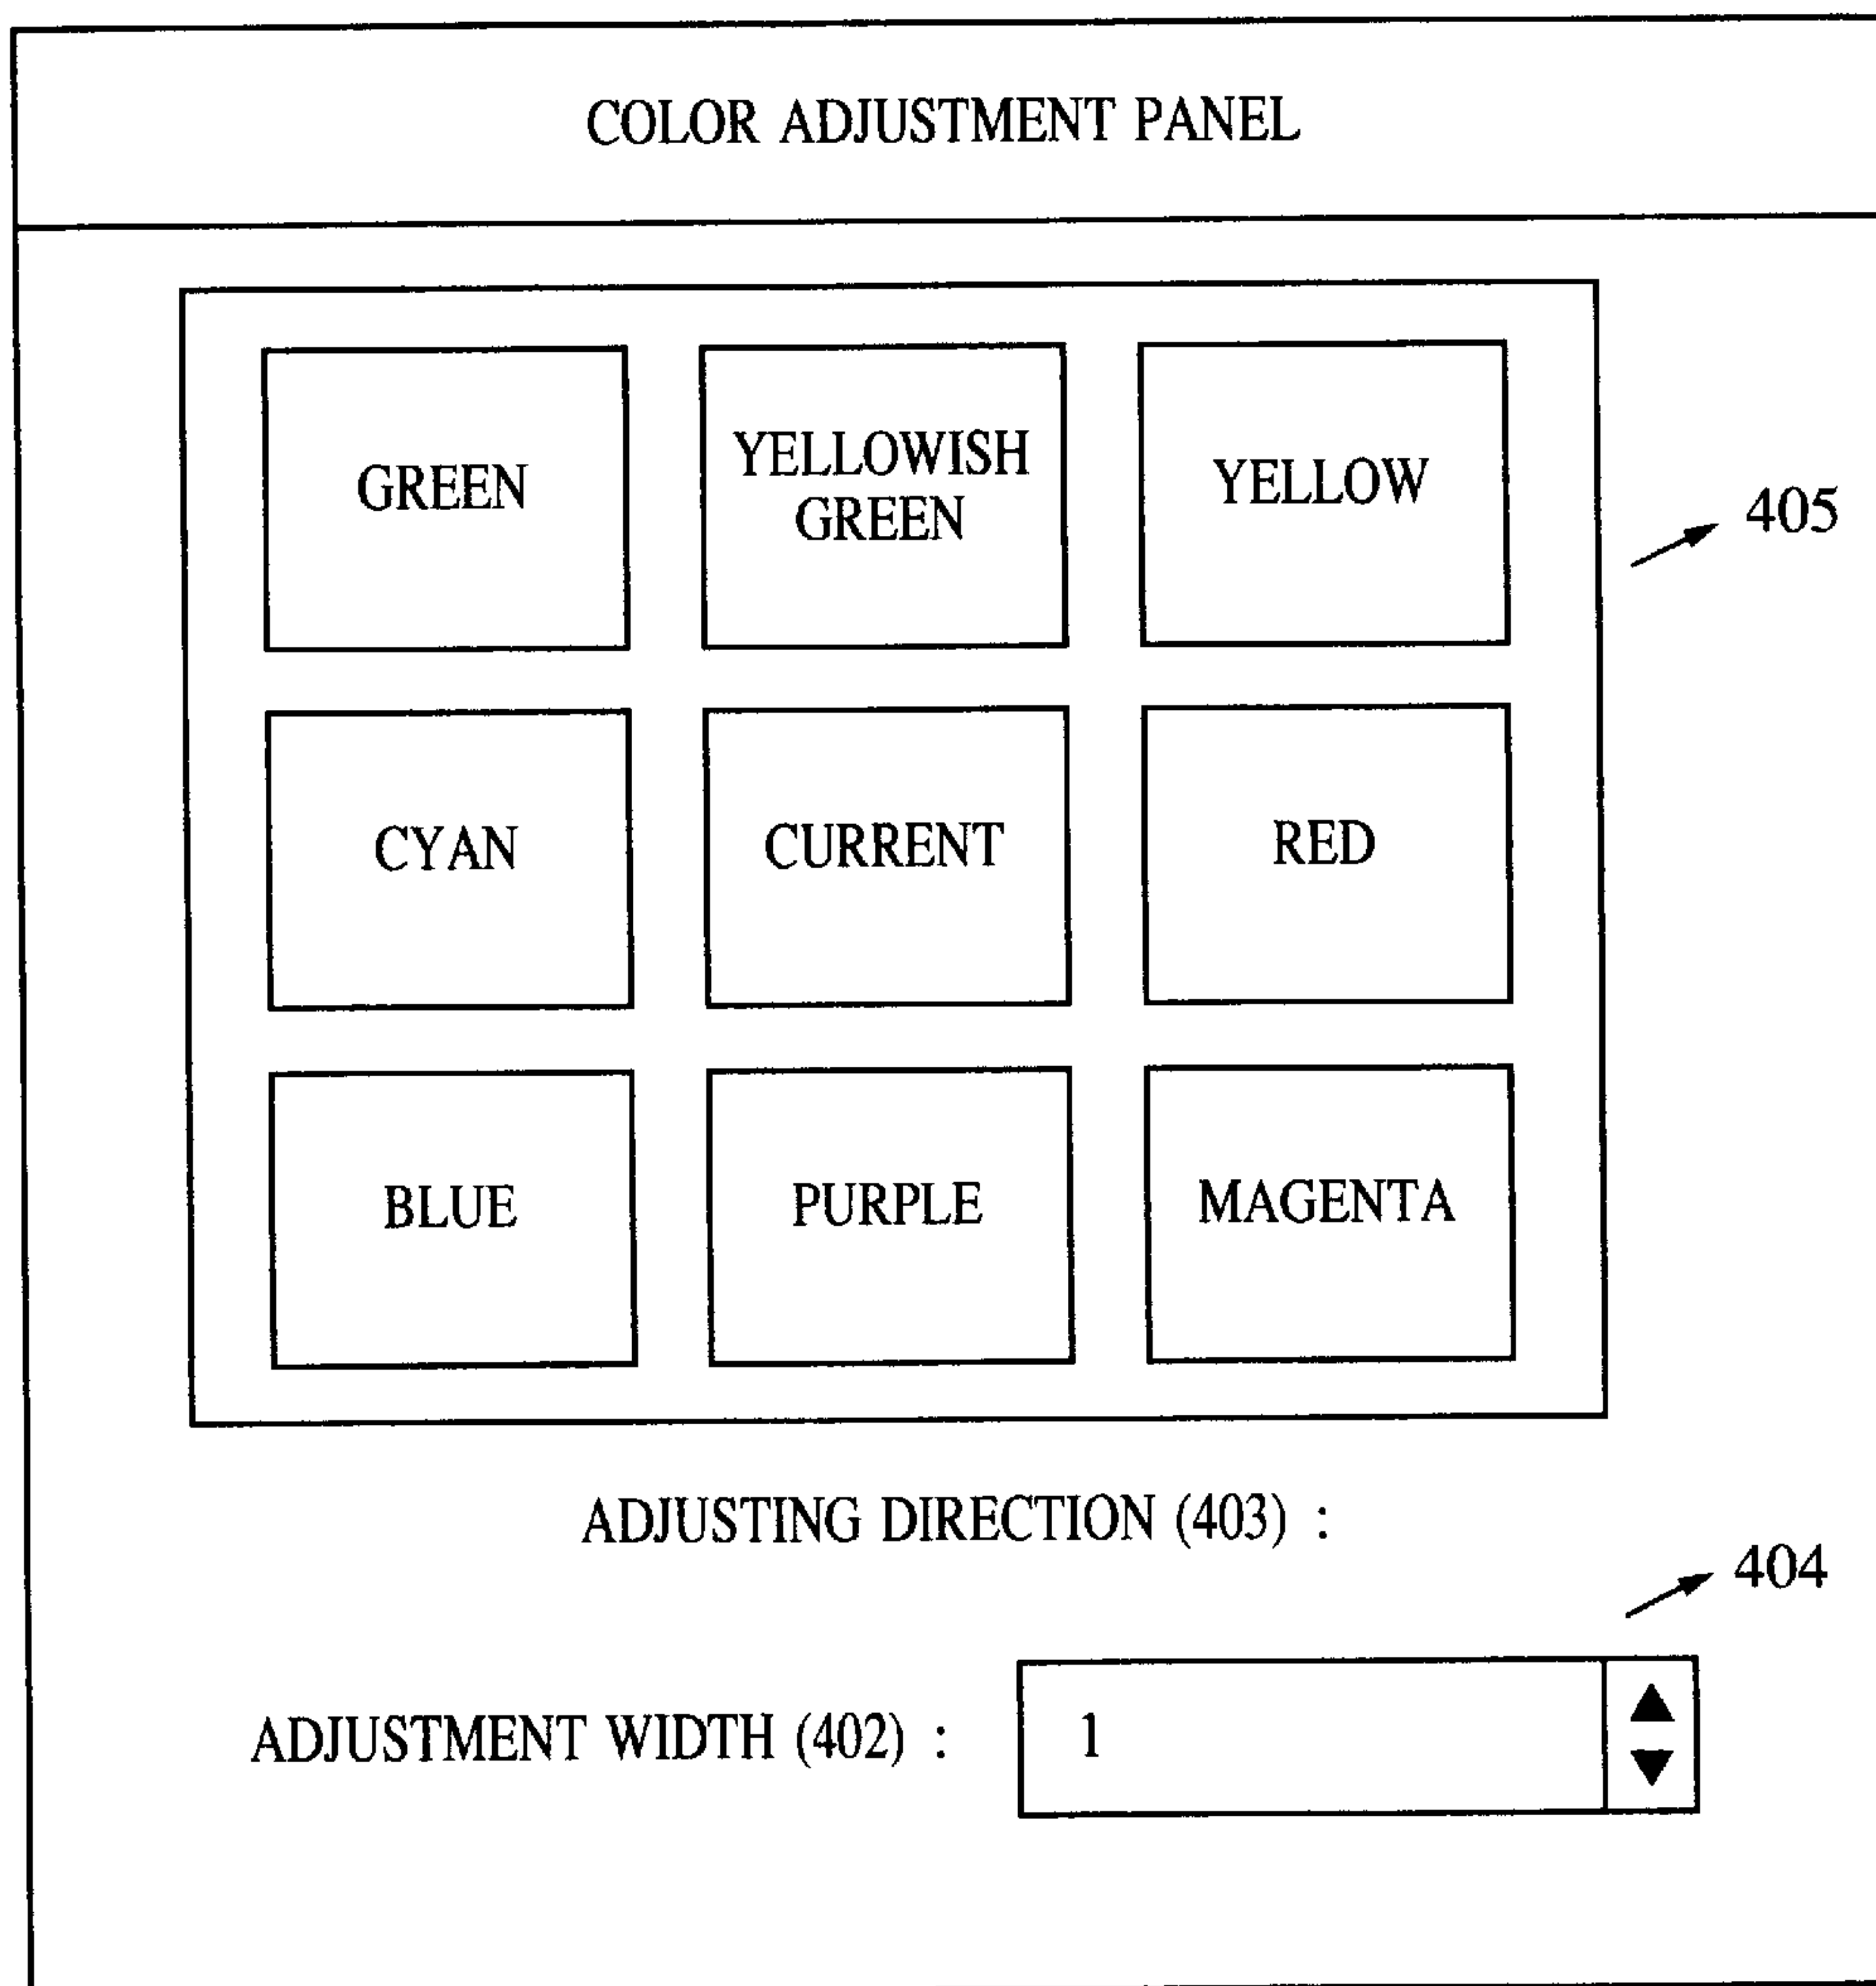 COLOR ADJUSTMENT PANEL
GREEN
YELLOWISH
GREEN
YELLOW
405
CYAN
CURRENT
RED
BLUE
PURPLE
MAGENTA
ADJUSTING DIRECTION (403) :
404
ADJUSTMENT WIDTH (402) :
1